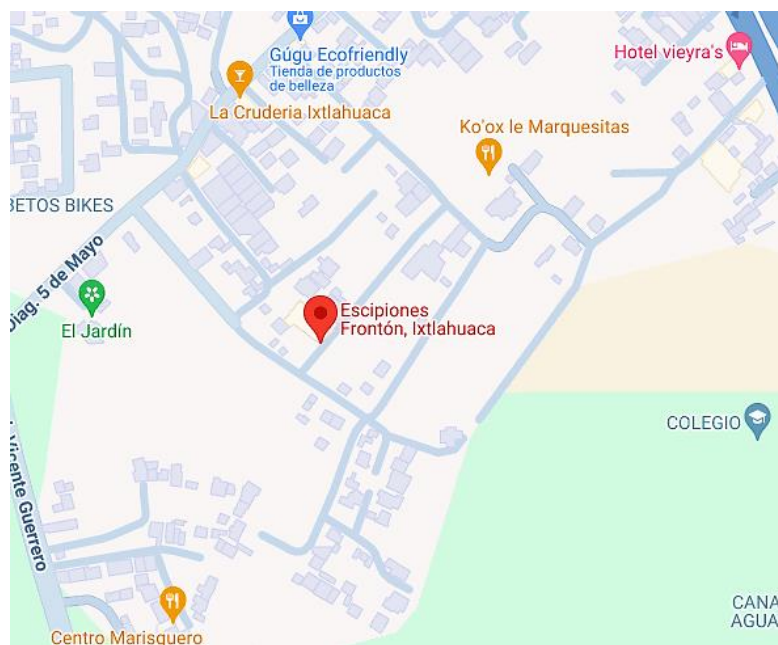 Gúgu Ecofriendly
Tienda de productos
de belleza
Hotel vieyra's
La Cruderia Ixtlahuaca
Ko'ox le Marquesitas
BETOS BIKES
Diag. 5 de Mayo
El Jardín
Escipiones
Frontón, Ixtlahuaca
COLEGIO
Vicente Guerrero
CANA
AGUA
Centro Marisquero